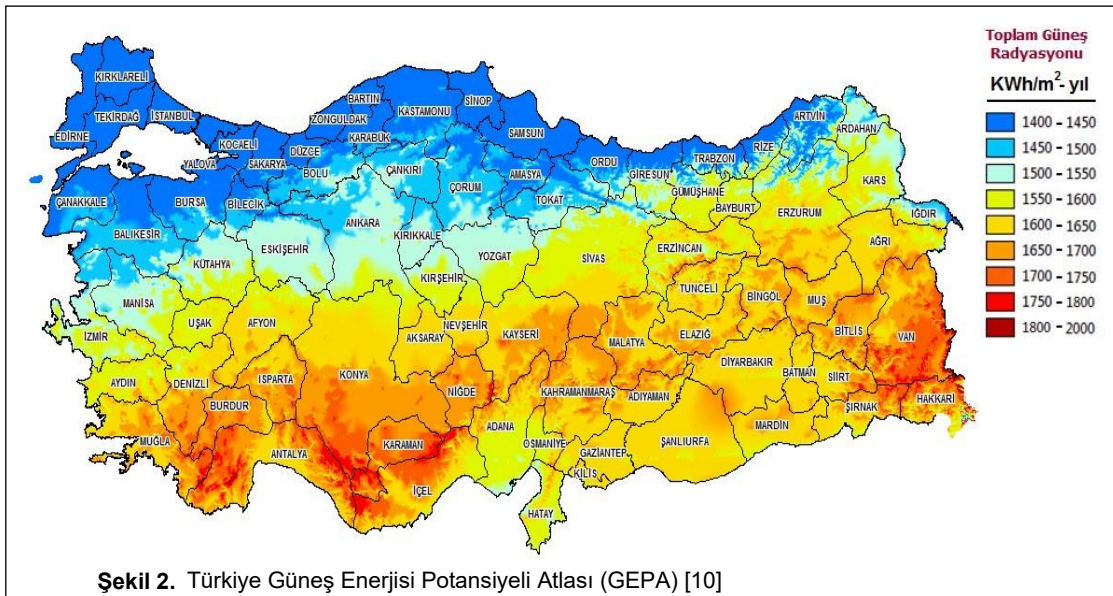 KIRKLARELİ
TEKİRDAĞ
İSTANBUL
EDİRNE
KOCAELİ
YALOVA
SAKARYA
DÜZCE
ZONGULDAK
BARTIN
KARABÜK
KASTAMONU
SİNOP
SAMSUN
BOLU
ÇANKIRI
ÇORUM
AMASYA
TOKAT
ORDU
GİRESUN
TRABZON
RİZE
ARTVİN
ARDAHAN
KARS
GÜMÜŞHANE
BAYBURT
ERZURUM
IĞDIR
ÇANAKKALE
BURSA
BİLECİK
BALIKESİR
ESKİŞEHİR
ANKARA
KIRIKKALE
YOZGAT
SİVAS
ERZİNCAN
AĞRI
KÜTAHYA
KIRŞEHİR
TUNCELİ
BİNGÖL
MUŞ
MANİSA
UŞAK
AFYON
AKSARAY
NEVŞEHİR
KAYSERİ
MALATYA
ELAZIĞ
BİTLİS
VAN
İZMİR
AYDIN
DENİZLİ
ISPARTA
KONYA
NİĞDE
KAHRAMANMARAŞ
ADIYAMAN
DİYARBAKIR
BATMAN
SİİRT
ŞIRNAK
HAKKARİ
BURDUR
KARAMAN
ADANA
OSMANİYE
GAZİANTEP
ŞANLIURFA
MARDİN
MUĞLA
ANTALYA
İÇEL
KİLİS
HATAY
Toplam Güneş
Radyasyonu
KWh/m²- yıl
1400 - 1450
1450 - 1500
1500 - 1550
1550 - 1600
1600 - 1650
1650 - 1700
1700 - 1750
1750 - 1800
1800 - 2000
Şekil 2. Türkiye Güneş Enerjisi Potansiyeli Atlası (GEPA) [10]